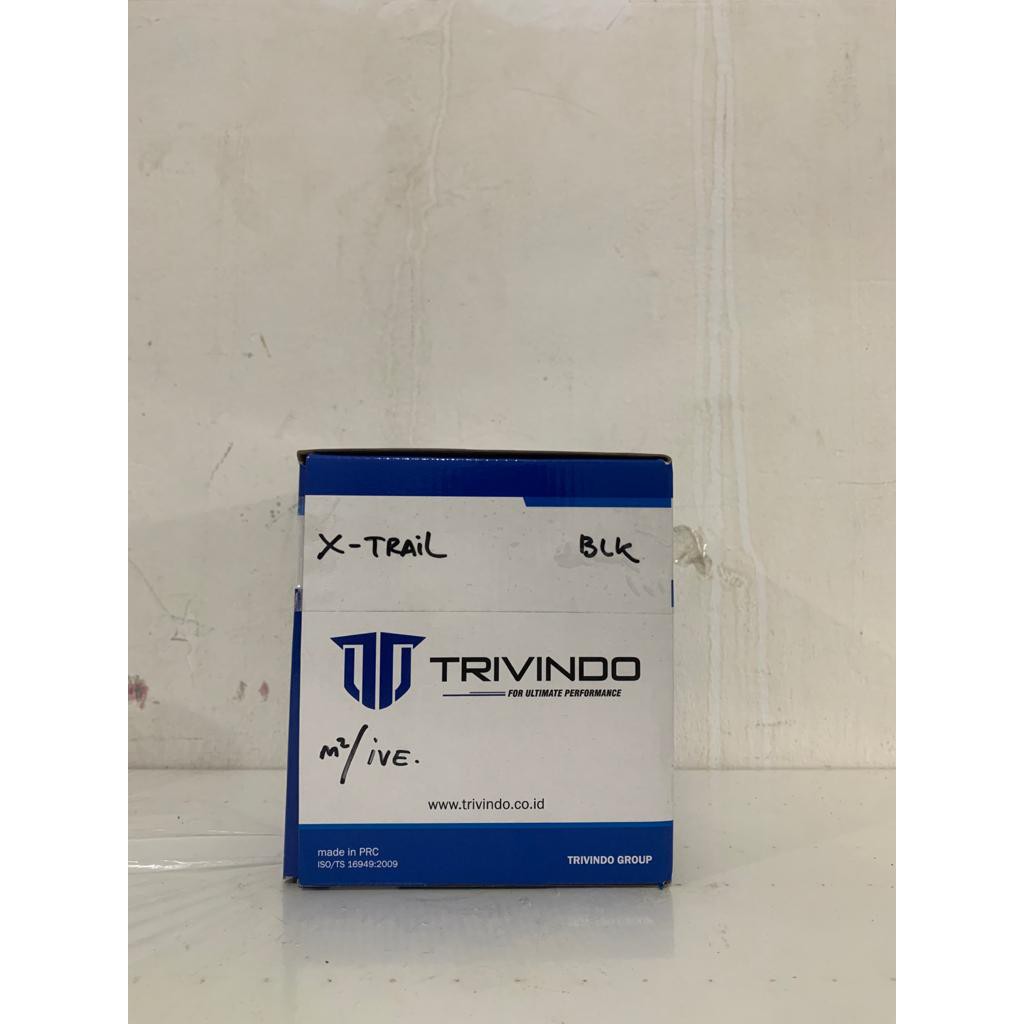 X-TRAiL BLK
TRIVINDO
FOR ULTIMATE PERFORMANCE
m²/iVE.
www.trivindo.co.id
made in PRC
ISO/TS 16949:2009
TRIVINDO GROUP